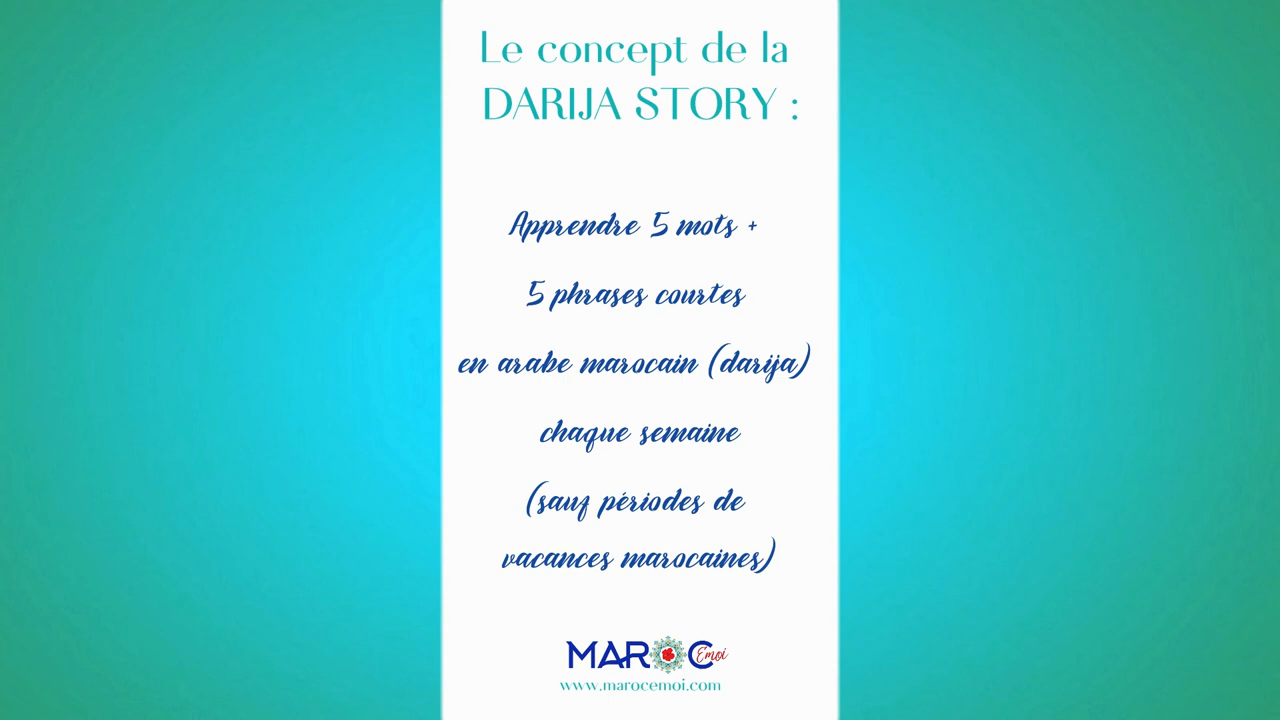 Le concept de la
DARIJA STORY :
Apprendre 5 mots +
5 phrases courtes
en arabe marocain (darija)
chaque semaine
(sauf périodes de
vacances marocaines)
MAROC Émoi
www.marocemoi.com